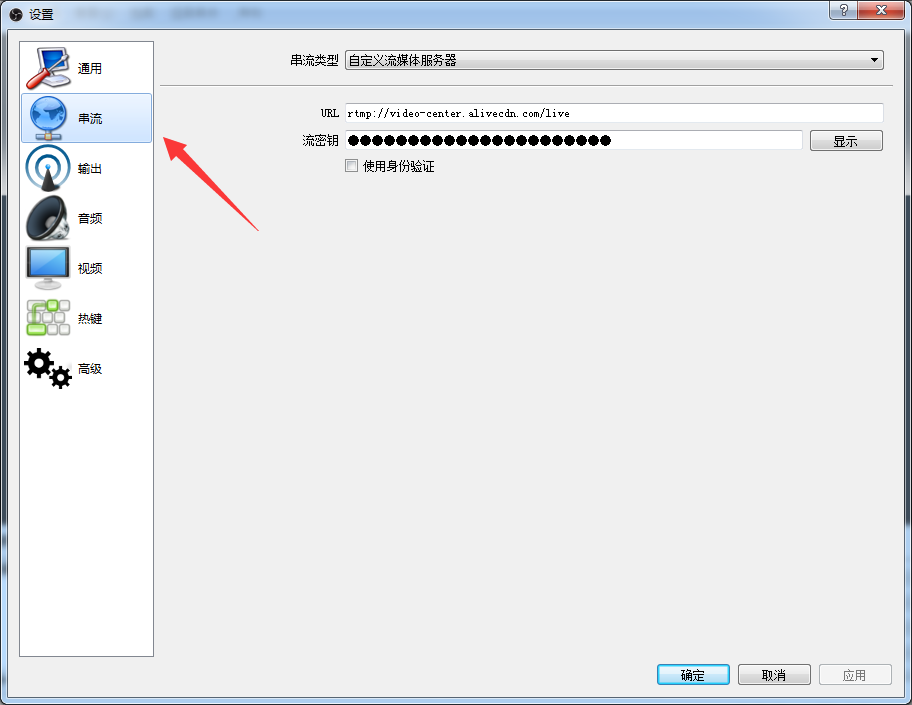 设置
?
通用
串流
输出
音频
视频
热键
高级
串流类型 自定义流媒体服务器
URL rtmp://video-center.alivecdn.com/live
流密钥 ●●●●●●●●●●●●●●●●●●●●●● 显示
使用身份验证
确定 取消 应用